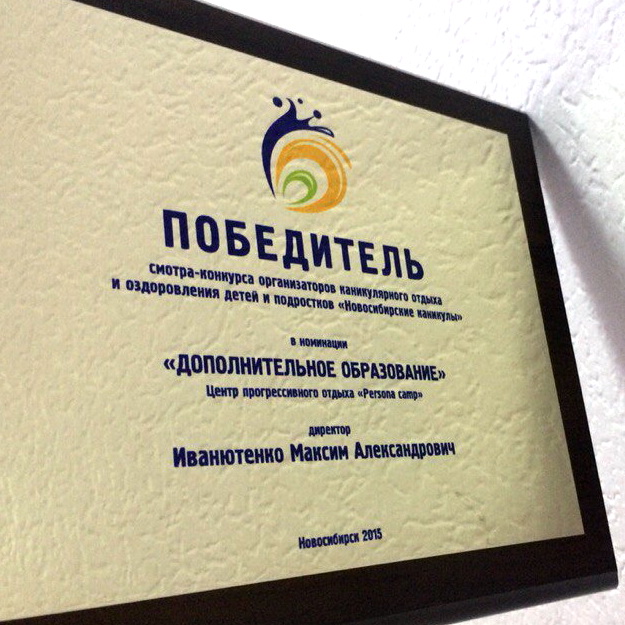 ПОБЕДИТЕЛЬ
смотра-конкурса организаторов каникулярного отдыха
и оздоровления детей и подростков «Новосибирские каникулы»
в номинации
«ДОПОЛНИТЕЛЬНОЕ ОБРАЗОВАНИЕ»
Центр прогрессивного отдыха «Persona camp»
директор
Иванютенко Максим Александрович
Новосибирск 2015